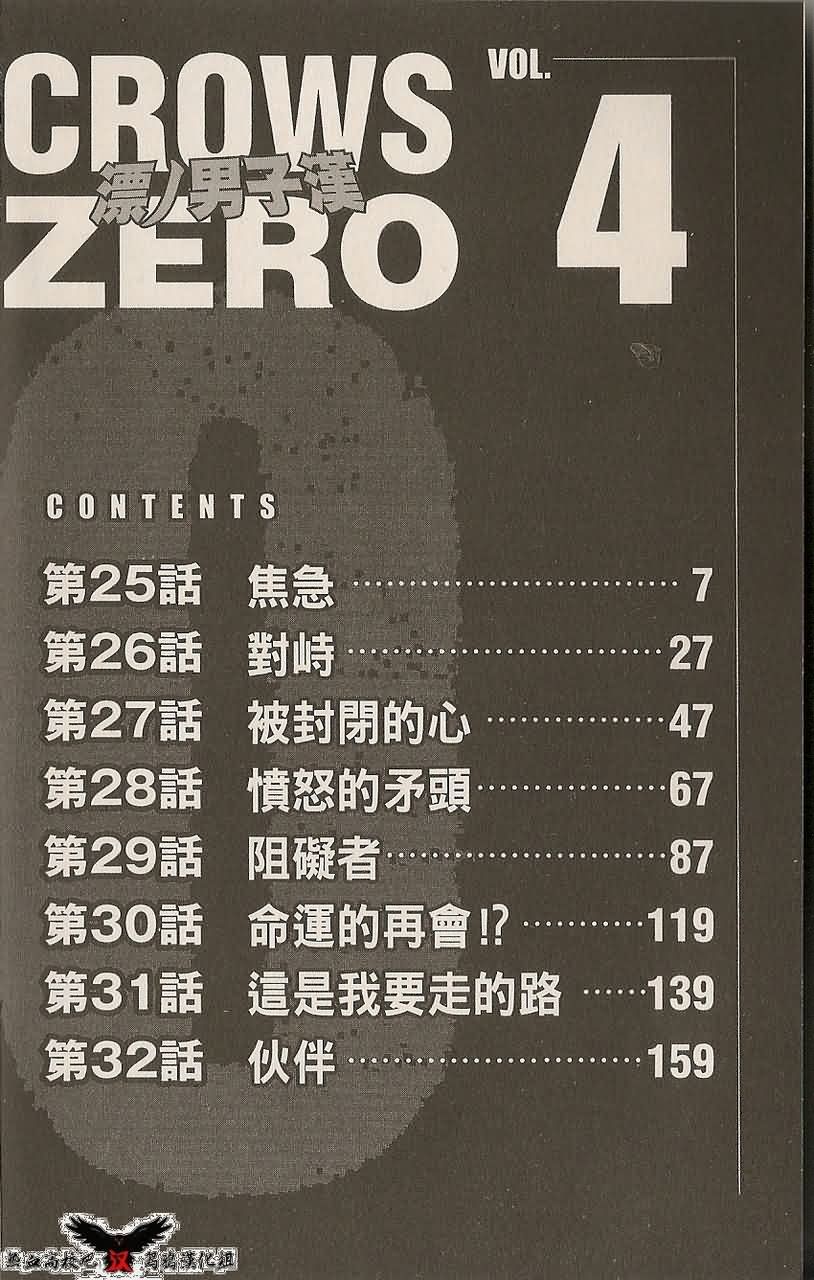 CROWS
漂ノ男子漢
ZERO
VOL.
4
CONTENTS
第25話 焦急 ……………………… 7
第26話 對峙 ……………………… 27
第27話 被封閉的心 ……………… 47
第28話 憤怒的矛頭 ……………… 67
第29話 阻礙者 …………………… 87
第30話 命運的再會!? ………… 119
第31話 這是我要走的路 …… 139
第32話 伙伴 …………………… 159
汉